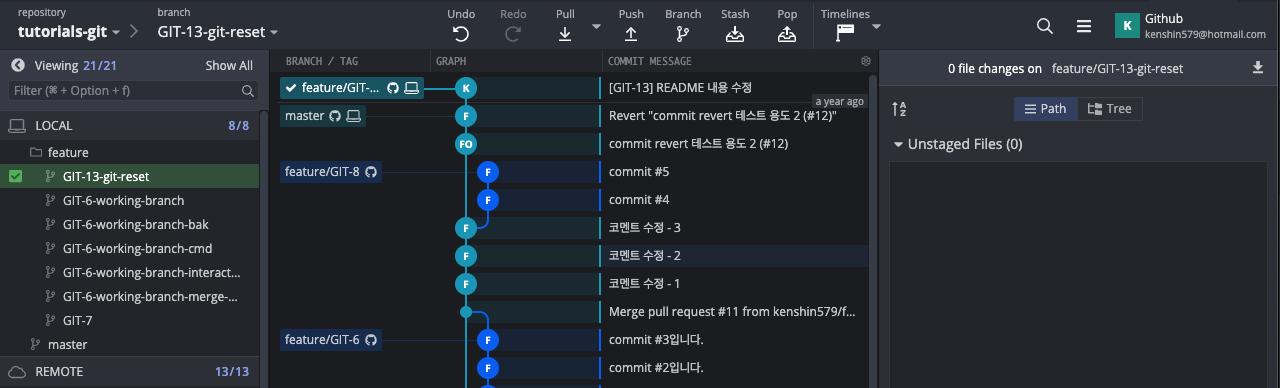 repository
tutorials-git
branch
GIT-13-git-reset
Undo
Redo
Pull
Push
Branch
Stash
Pop
Timelines
K
Github
kenshin579@hotmail.com
Viewing 21/21
Show All
Filter (⌘ + Option + f)
LOCAL 8/8
feature
GIT-13-git-reset
GIT-6-working-branch
GIT-6-working-branch-bak
GIT-6-working-branch-cmd
GIT-6-working-branch-interact...
GIT-6-working-branch-merge-...
GIT-7
master
REMOTE 13/13
BRANCH / TAG GRAPH COMMIT MESSAGE
feature/GIT-... K [GIT-13] README 내용 수정
a year ago
master F Revert "commit revert 테스트 용도 2 (#12)"
FO commit revert 테스트 용도 2 (#12)
feature/GIT-8 F commit #5
F commit #4
F 코멘트 수정 - 3
F 코멘트 수정 - 2
F 코멘트 수정 - 1
Merge pull request #11 from kenshin579/f...
feature/GIT-6 F commit #3입니다.
F commit #2입니다.
0 file changes on feature/GIT-13-git-reset
A
Z
Path
Tree
Unstaged Files (0)